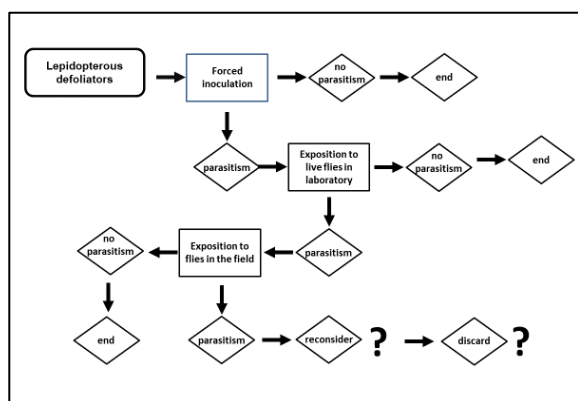 Lepidopterous
defoliators
Forced
inoculation
no
parasitism
end
parasitism
Exposition to
live flies in
laboratory
no
parasitism
end
no
parasitism
Exposition to
flies in the field
parasitism
end
parasitism
reconsider
?
discard
?